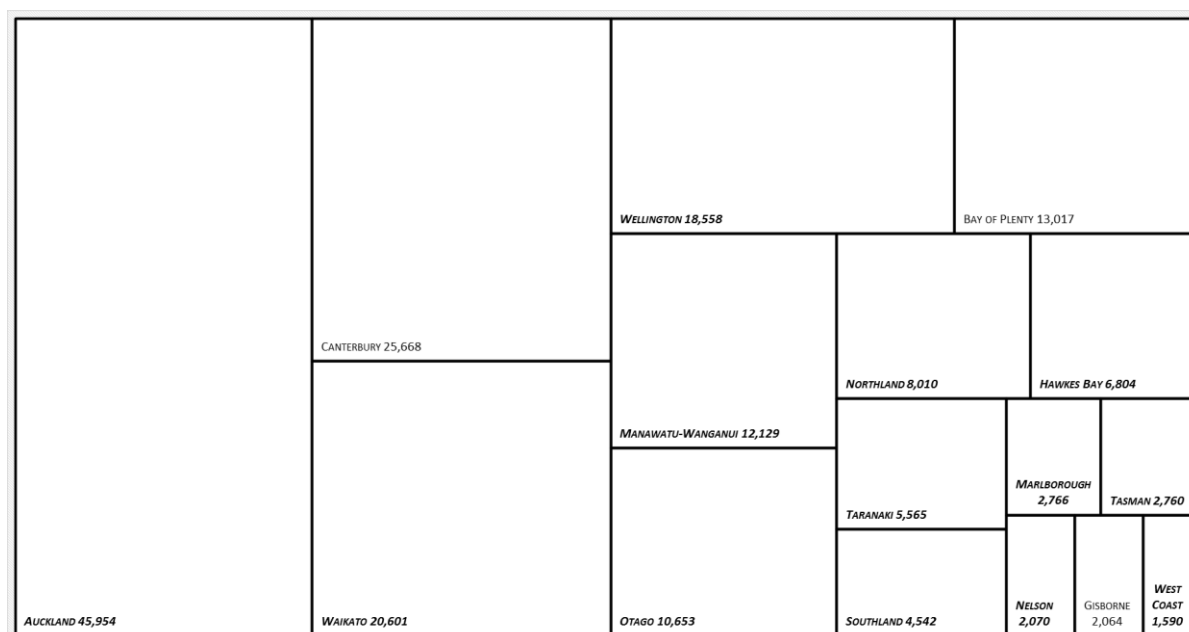 WELLINGTON 18,558
BAY OF PLENTY 13,017
CANTERBURY 25,668
NORTHLAND 8,010
HAWKES BAY 6,804
MANAWATU-WANGANUI 12,129
MARLBOROUGH
2,766
TASMAN 2,760
TARANAKI 5,565
AUCKLAND 45,954
WAIKATO 20,601
OTAGO 10,653
SOUTHLAND 4,542
NELSON
2,070
GISBORNE
2,064
WEST
COAST
1,590